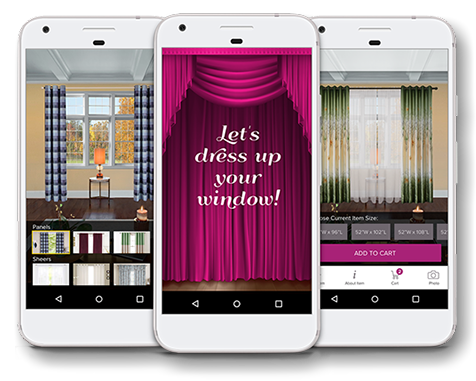 Panels
Sheers
Let's
dress up
your
window!
ose Current Item Size:
52"W x 102"L
52"W x 108"L
ADD TO CART
About Item
2
Cart
Photo